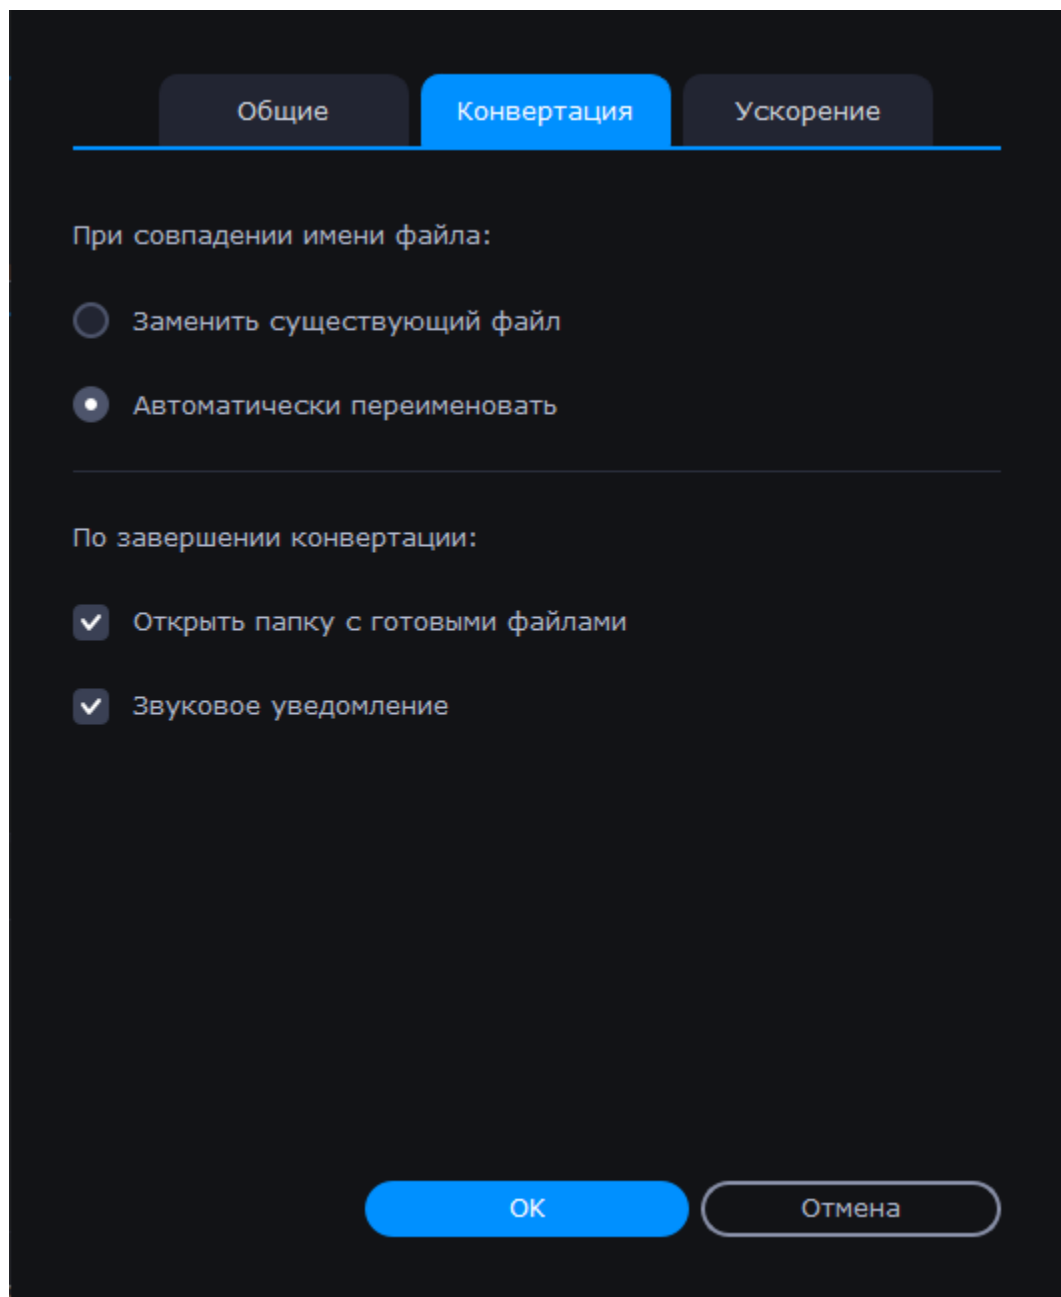 Общие Конвертация Ускорение
При совпадении имени файла:
Заменить существующий файл
Автоматически переименовать
По завершении конвертации:
Открыть папку с готовыми файлами
Звуковое уведомление
OK Отмена